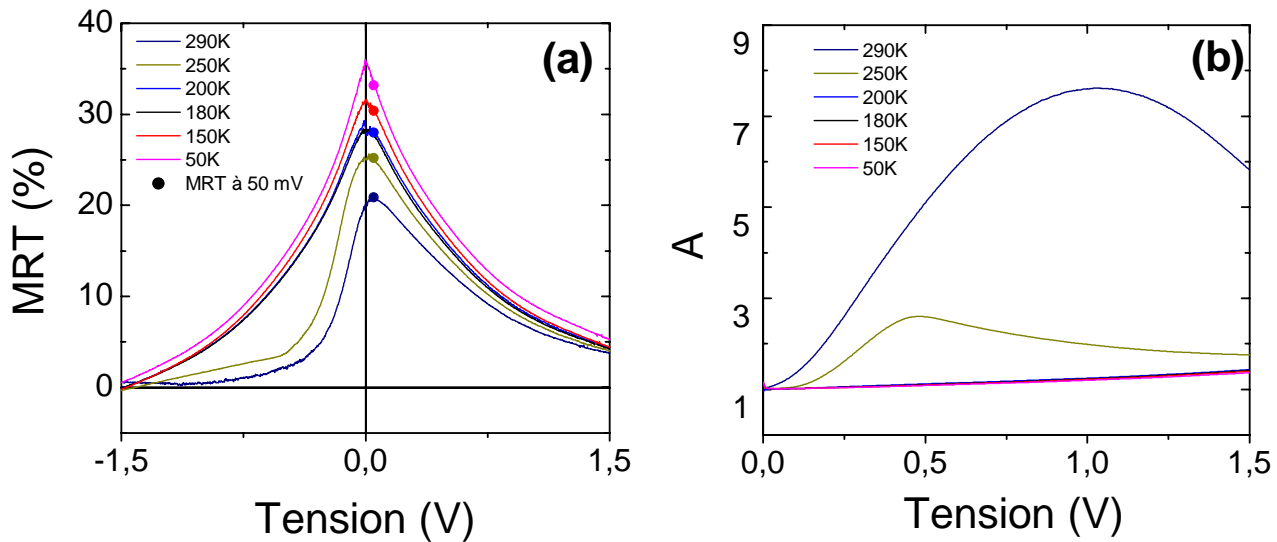 (a)
40
30
20
10
0
MRT (%)
290K
250K
200K
180K
150K
50K
MRT à 50 mV
-1,5
0,0
1,5
Tension (V)
(b)
9
7
5
3
1
A
290K
250K
200K
180K
150K
50K
0,0
0,5
1,0
1,5
Tension (V)